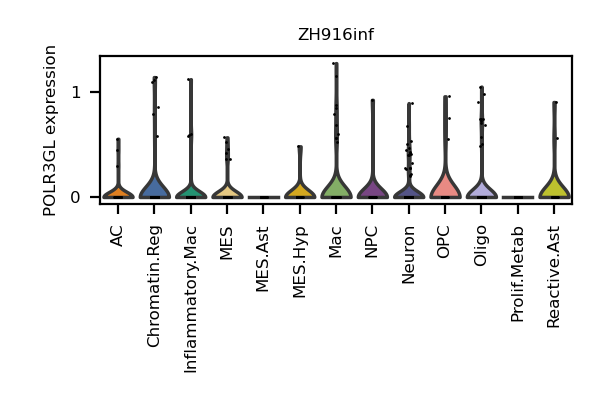 ZH916inf
POLR3GL expression
1
0
AC
Chromatin.Reg
Inflammatory.Mac
MES
MES.Ast
MES.Hyp
Mac
NPC
Neuron
OPC
Oligo
Prolif.Metab
Reactive.Ast